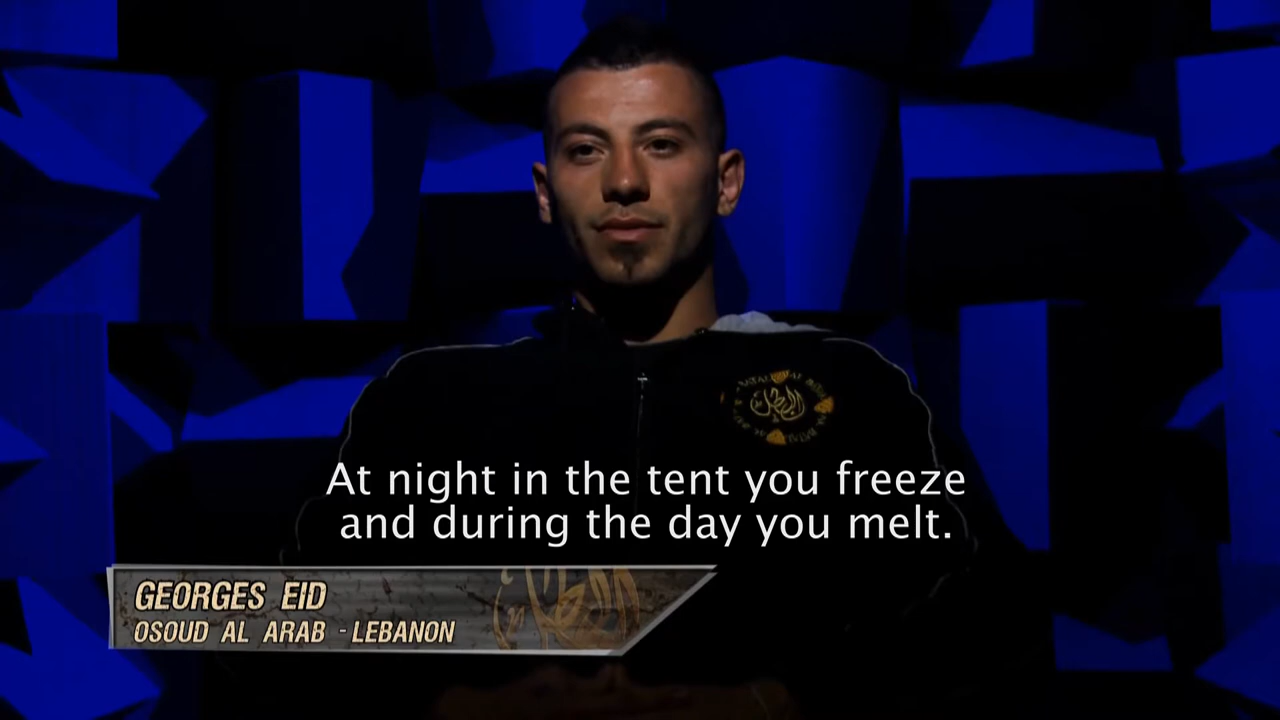 At night in the tent you freeze
and during the day you melt.
GEORGES EID
OSOUD AL ARAB - LEBANON